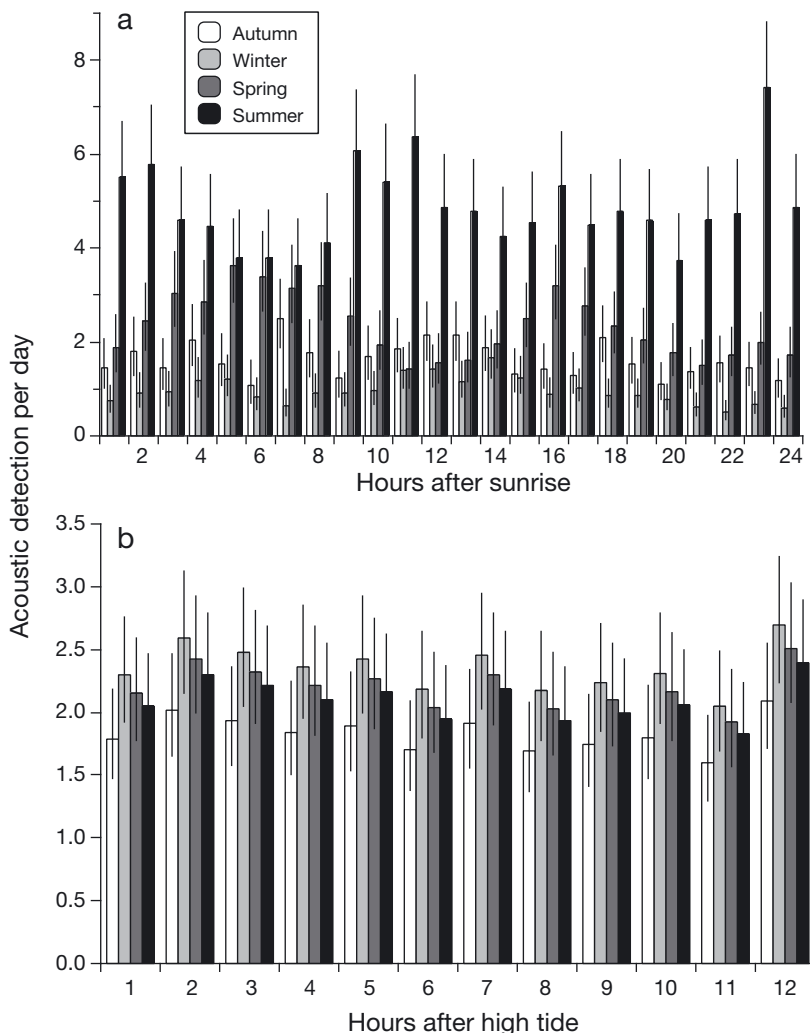 a
Autumn
Winter
Spring
Summer
8
6
4
2
0
2 4 6 8 10 12 14 16 18 20 22 24
Hours after sunrise
Acoustic detection per day
b
3.5
3.0
2.5
2.0
1.5
1.0
0.5
0.0
1 2 3 4 5 6 7 8 9 10 11 12
Hours after high tide